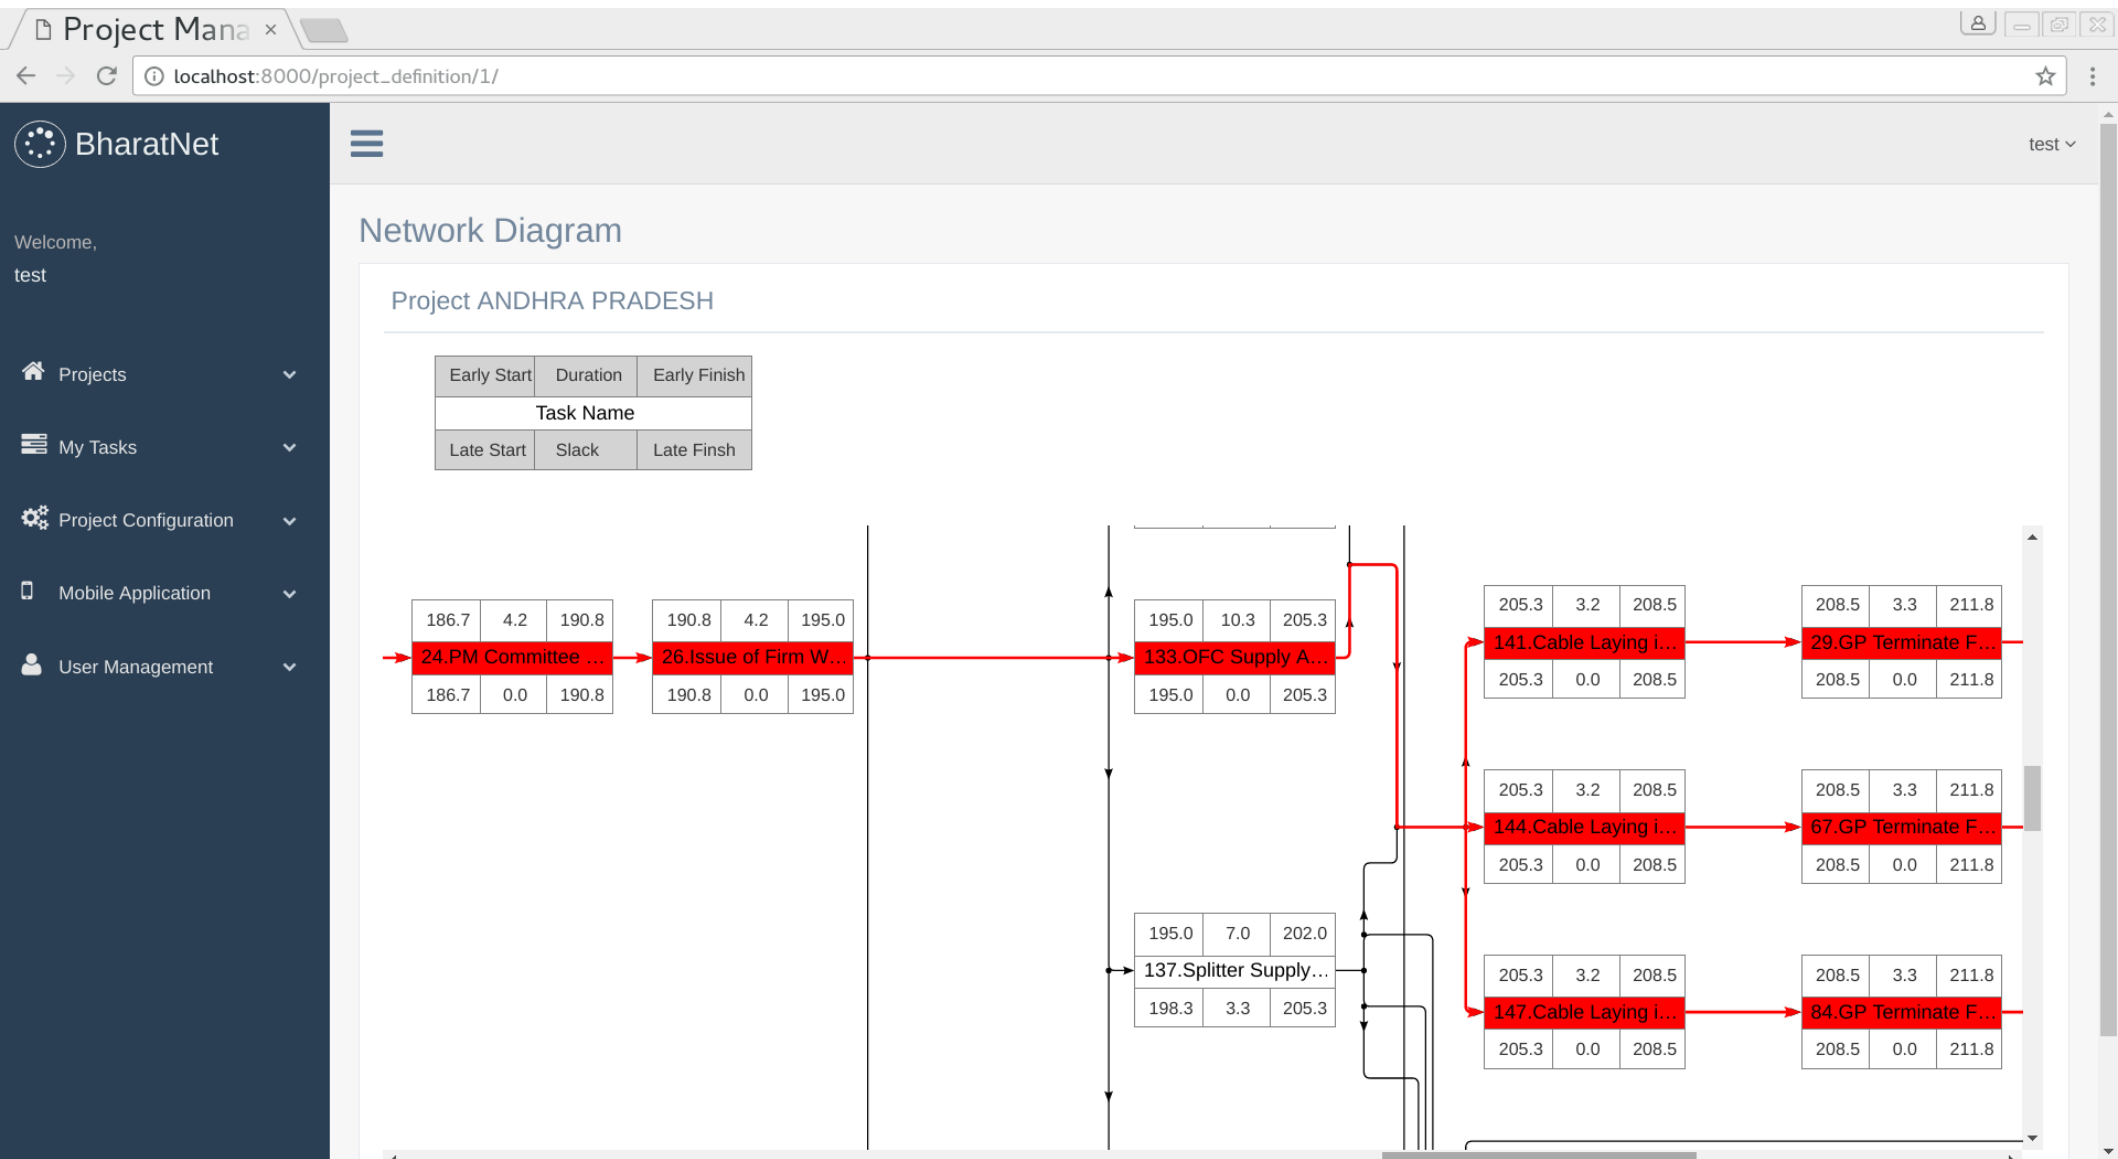 Project Mana
localhost:8000/project_definition/1/
BharatNet
test
Welcome,
test
Projects
My Tasks
Project Configuration
Mobile Application
User Management
Network Diagram
Project ANDHRA PRADESH
Early Start Duration Early Finish
Task Name
Late Start Slack Late Finsh
186.7 4.2 190.8
24.PM Committee ...
186.7 0.0 190.8
190.8 4.2 195.0
26.Issue of Firm W...
190.8 0.0 195.0
195.0 10.3 205.3
133.OFC Supply A...
195.0 0.0 205.3
205.3 3.2 208.5
141.Cable Laying i...
205.3 0.0 208.5
208.5 3.3 211.8
29.GP Terminate F...
208.5 0.0 211.8
205.3 3.2 208.5
144.Cable Laying i...
205.3 0.0 208.5
208.5 3.3 211.8
67.GP Terminate F...
208.5 0.0 211.8
195.0 7.0 202.0
137.Splitter Supply...
198.3 3.3 205.3
205.3 3.2 208.5
147.Cable Laying i...
205.3 0.0 208.5
208.5 3.3 211.8
84.GP Terminate F...
208.5 0.0 211.8